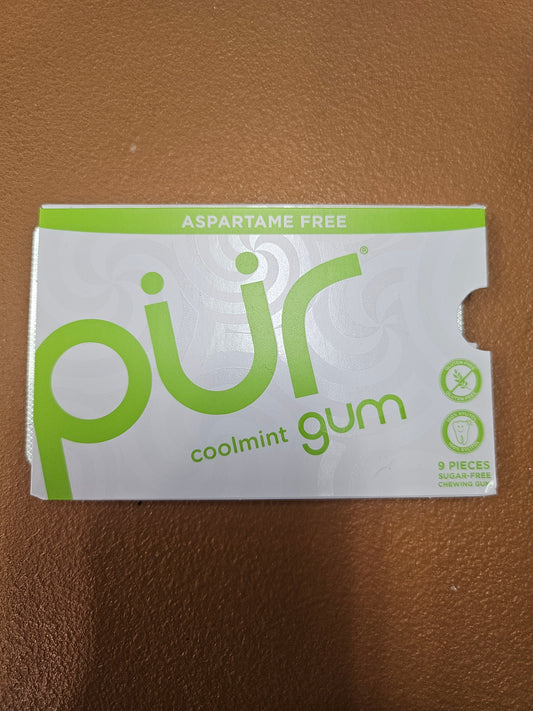 ASPARTAME FREE
pür®
coolmint gum
9 PIECES
SUGAR-FREE
CHEWING GUM